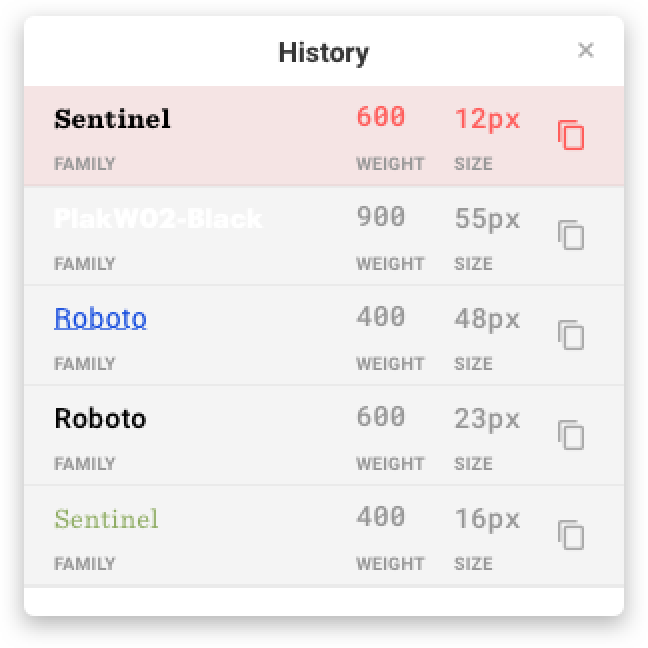 History
Sentinel 600 12px
FAMILY WEIGHT SIZE
PlakW02-Black 900 55px
FAMILY WEIGHT SIZE
Roboto 400 48px
FAMILY WEIGHT SIZE
Roboto 600 23px
FAMILY WEIGHT SIZE
Sentinel 400 16px
FAMILY WEIGHT SIZE